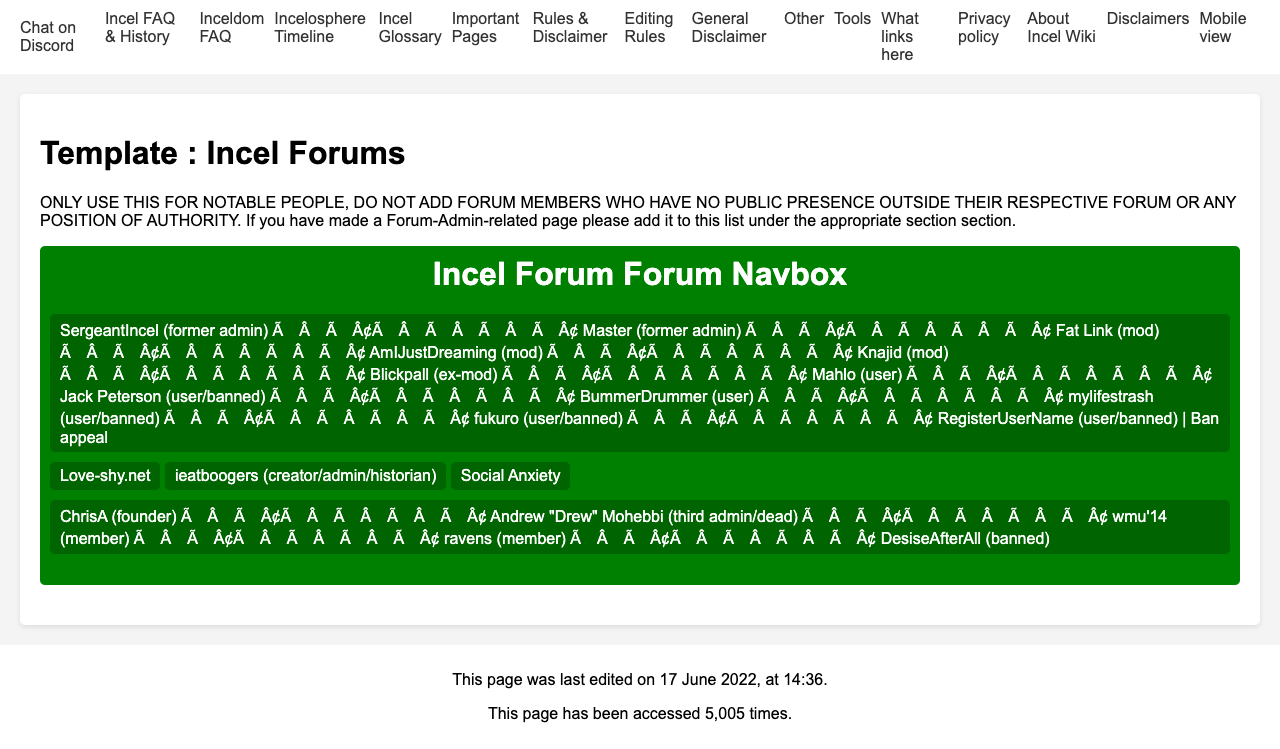 Chat on Discord
Incel FAQ & History
Inceldom FAQ
Incelosphere Timeline
Incel Glossary
Important Pages
Rules & Disclaimer
Editing Rules
General Disclaimer
Other
Tools
What links here
Privacy policy
About Incel Wiki
Disclaimers
Mobile view
Template : Incel Forums
ONLY USE THIS FOR NOTABLE PEOPLE, DO NOT ADD FORUM MEMBERS WHO HAVE NO PUBLIC PRESENCE OUTSIDE THEIR RESPECTIVE FORUM OR ANY
POSITION OF AUTHORITY. If you have made a Forum-Admin-related page please add it to this list under the appropriate section section.
Incel Forum Forum Navbox
SergeantIncel (former admin) Ã Â Ã Â¢Ã Â Ã Â Ã Â Ã Â¢ Master (former admin) Ã Â Ã Â¢Ã Â Ã Â Ã Â Ã Â¢ Fat Link (mod)
Ã Â Ã Â¢Ã Â Ã Â Ã Â Ã Â¢ AmIJustDreaming (mod) Ã Â Ã Â¢Ã Â Ã Â Ã Â Ã Â¢ Knajid (mod)
Ã Â Ã Â¢Ã Â Ã Â Ã Â Ã Â¢ Blickpall (ex-mod) Ã Â Ã Â¢Ã Â Ã Â Ã Â Ã Â¢ Mahlo (user) Ã Â Ã Â¢Ã Â Ã Â Ã Â Ã Â¢
Jack Peterson (user/banned) Ã Â Ã Â¢Ã Â Ã Â Ã Â Ã Â¢ BummerDrummer (user) Ã Â Ã Â¢Ã Â Ã Â Ã Â Ã Â¢ mylifestrash
(user/banned) Ã Â Ã Â¢Ã Â Ã Â Ã Â Ã Â¢ fukuro (user/banned) Ã Â Ã Â¢Ã Â Ã Â Ã Â Ã Â¢ RegisterUserName (user/banned) | Ban
appeal
Love-shy.net ieatboogers (creator/admin/historian) Social Anxiety
ChrisA (founder) Ã Â Ã Â¢Ã Â Ã Â Ã Â Ã Â¢ Andrew "Drew" Mohebbi (third admin/dead) Ã Â Ã Â¢Ã Â Ã Â Ã Â Ã Â¢ wmu'14
(member) Ã Â Ã Â¢Ã Â Ã Â Ã Â Ã Â¢ ravens (member) Ã Â Ã Â¢Ã Â Ã Â Ã Â Ã Â¢ DesiseAfterAll (banned)
This page was last edited on 17 June 2022, at 14:36.
This page has been accessed 5,005 times.